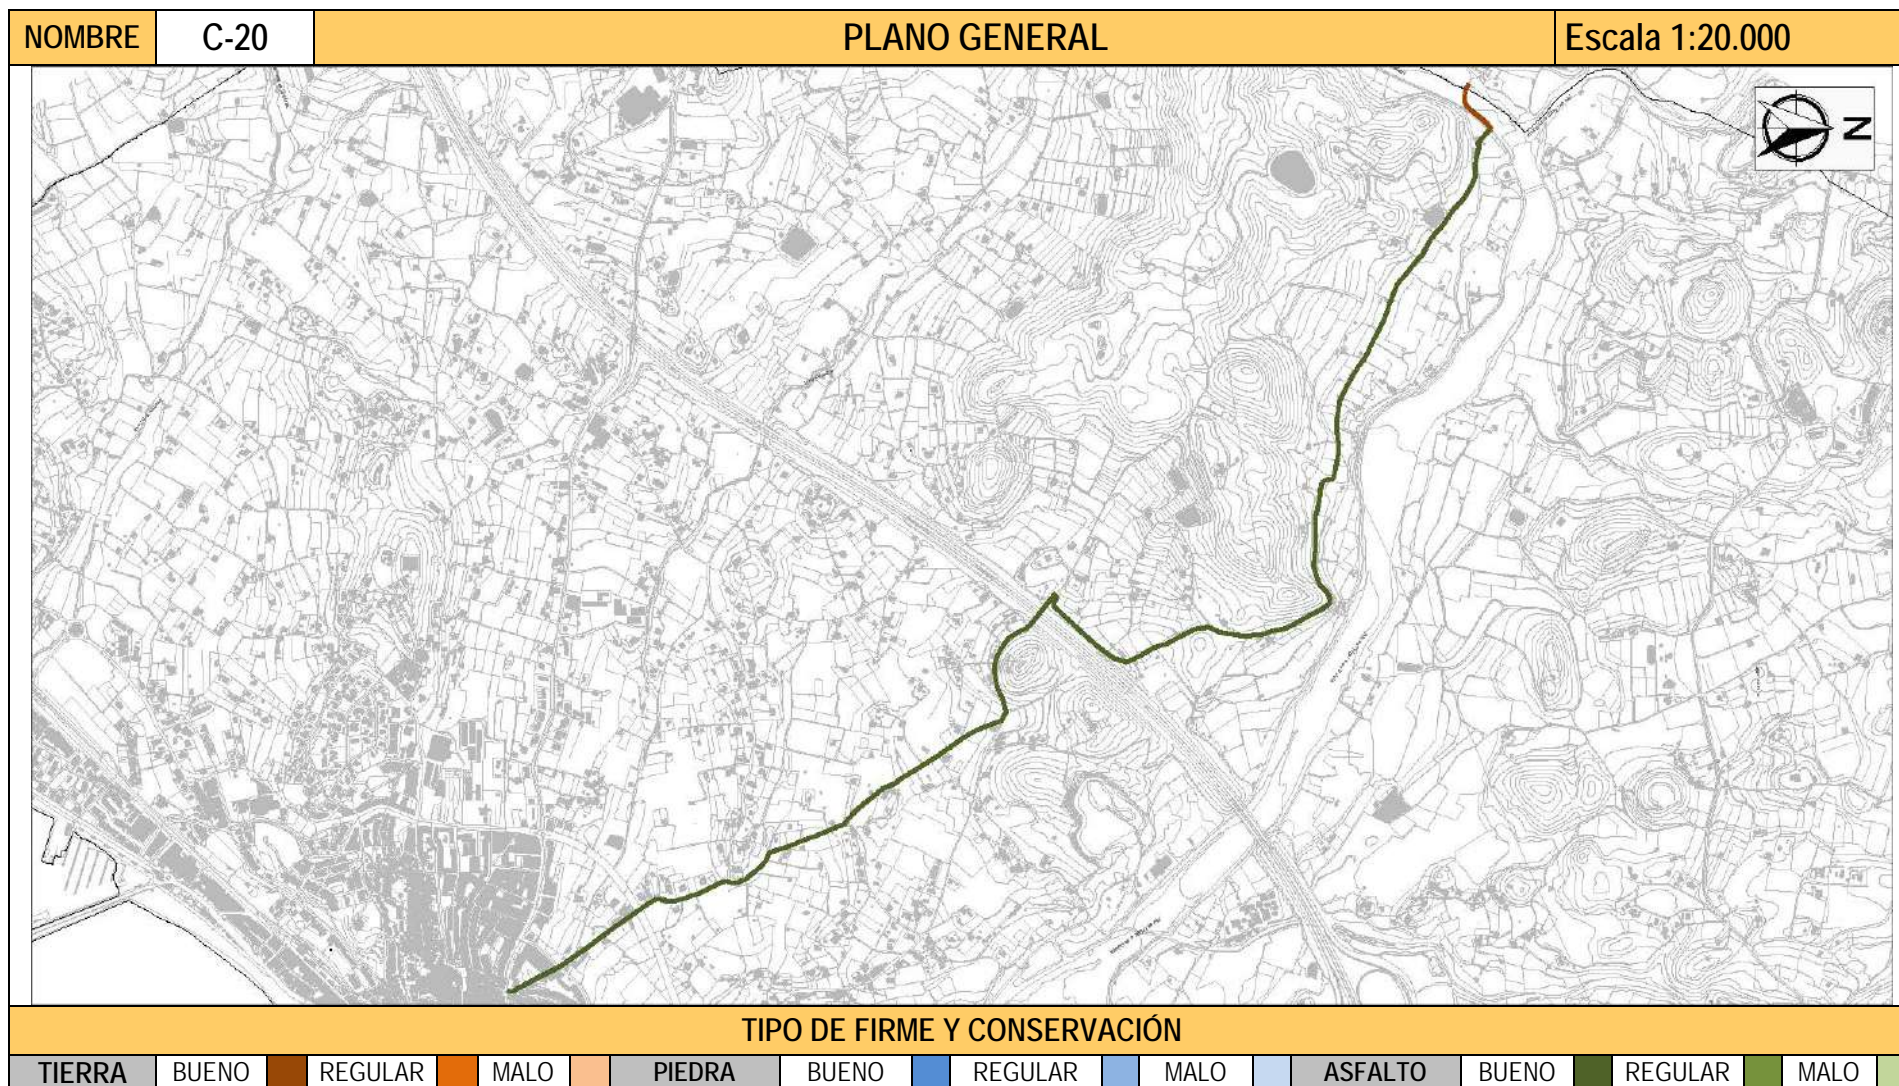 NOMBRE C-20 PLANO GENERAL Escala 1:20.000
N
TIPO DE FIRME Y CONSERVACIÓN
TIERRA BUENO REGULAR MALO PIEDRA BUENO REGULAR MALO ASFALTO BUENO REGULAR MALO